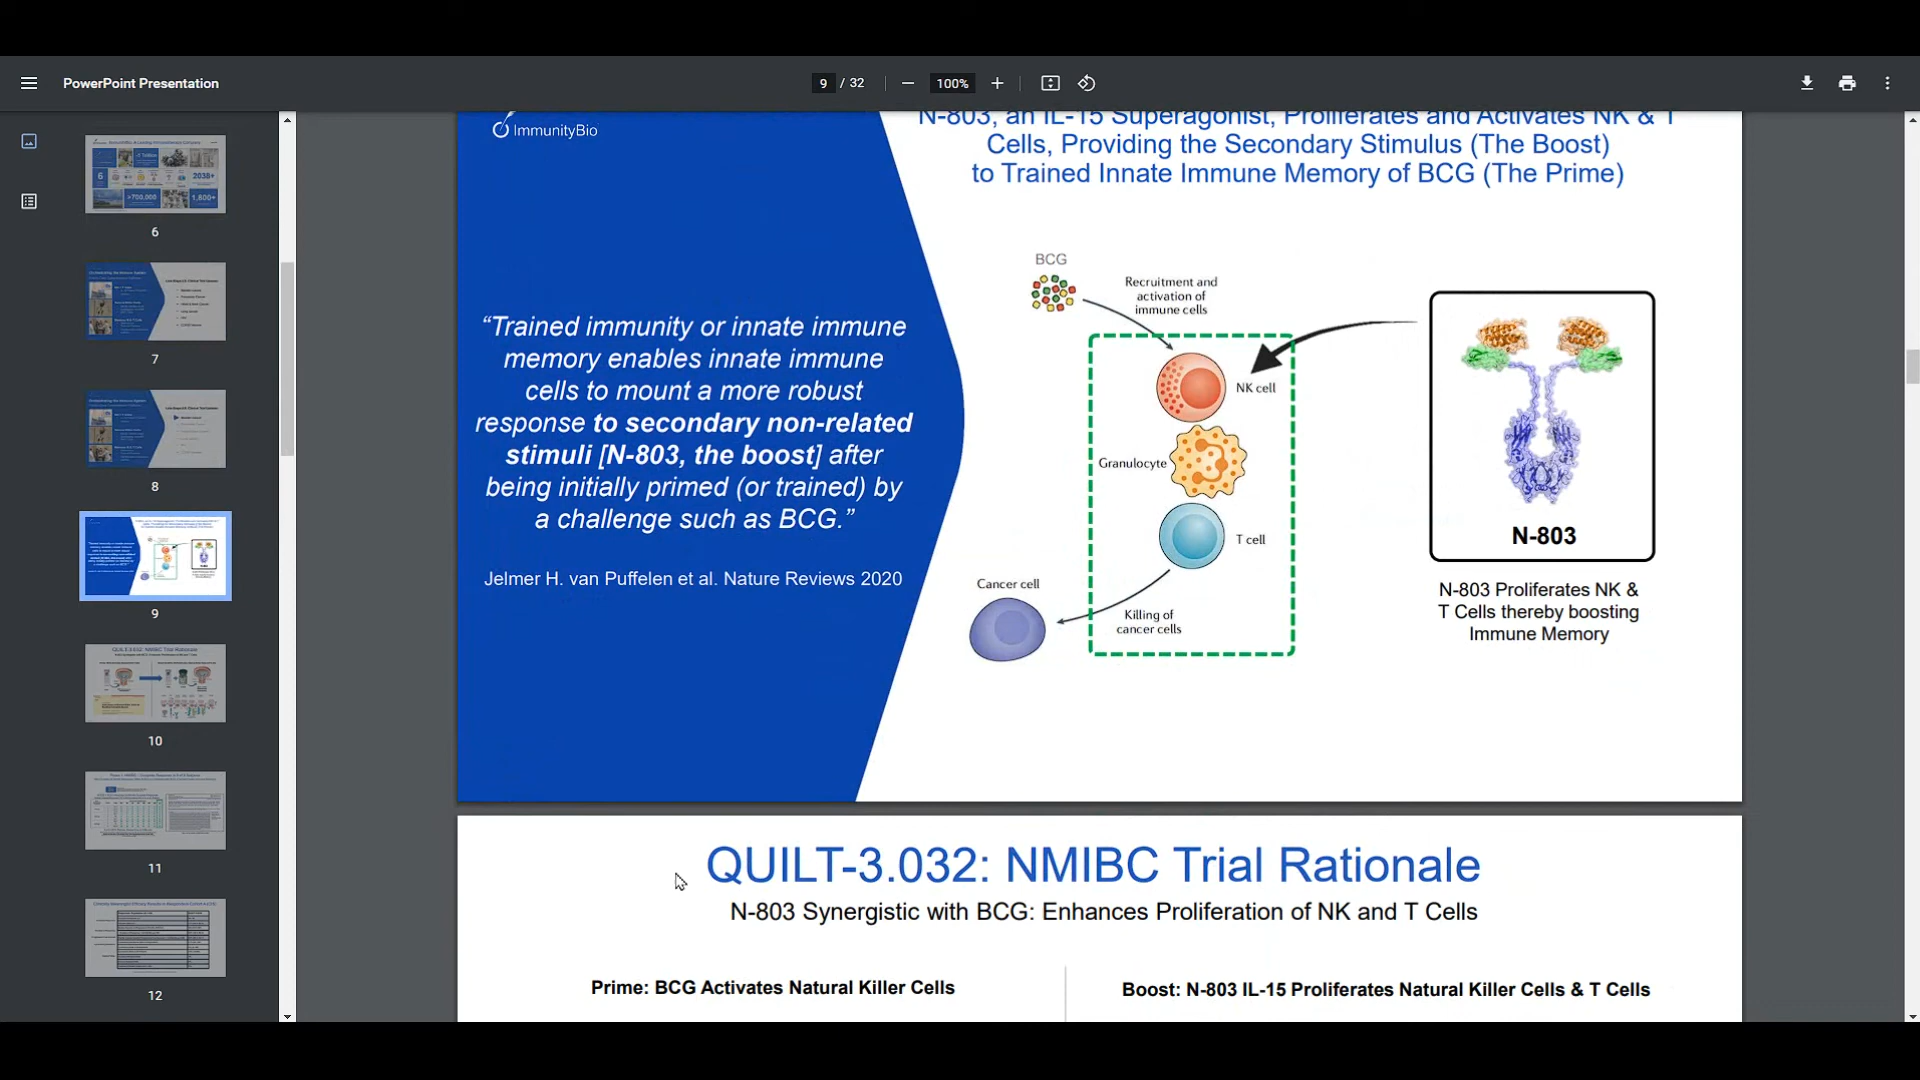 PowerPoint Presentation
9 / 32
100%
6
7
8
9
10
11
12
ImmunityBio
N-803, an IL-15 Superagonist, Proliferates and Activates NK & T
Cells, Providing the Secondary Stimulus (The Boost)
to Trained Innate Immune Memory of BCG (The Prime)
“Trained immunity or innate immune
memory enables innate immune
cells to mount a more robust
response to secondary non-related
stimuli [N-803, the boost] after
being initially primed (or trained) by
a challenge such as BCG.”
Jelmer H. van Puffelen et al. Nature Reviews 2020
BCG
Recruitment and
activation of
immune cells
NK cell
Granulocyte
T cell
Cancer cell
Killing of
cancer cells
N-803
N-803 Proliferates NK &
T Cells thereby boosting
Immune Memory
QUILT-3.032: NMIBC Trial Rationale
N-803 Synergistic with BCG: Enhances Proliferation of NK and T Cells
Prime: BCG Activates Natural Killer Cells
Boost: N-803 IL-15 Proliferates Natural Killer Cells & T Cells